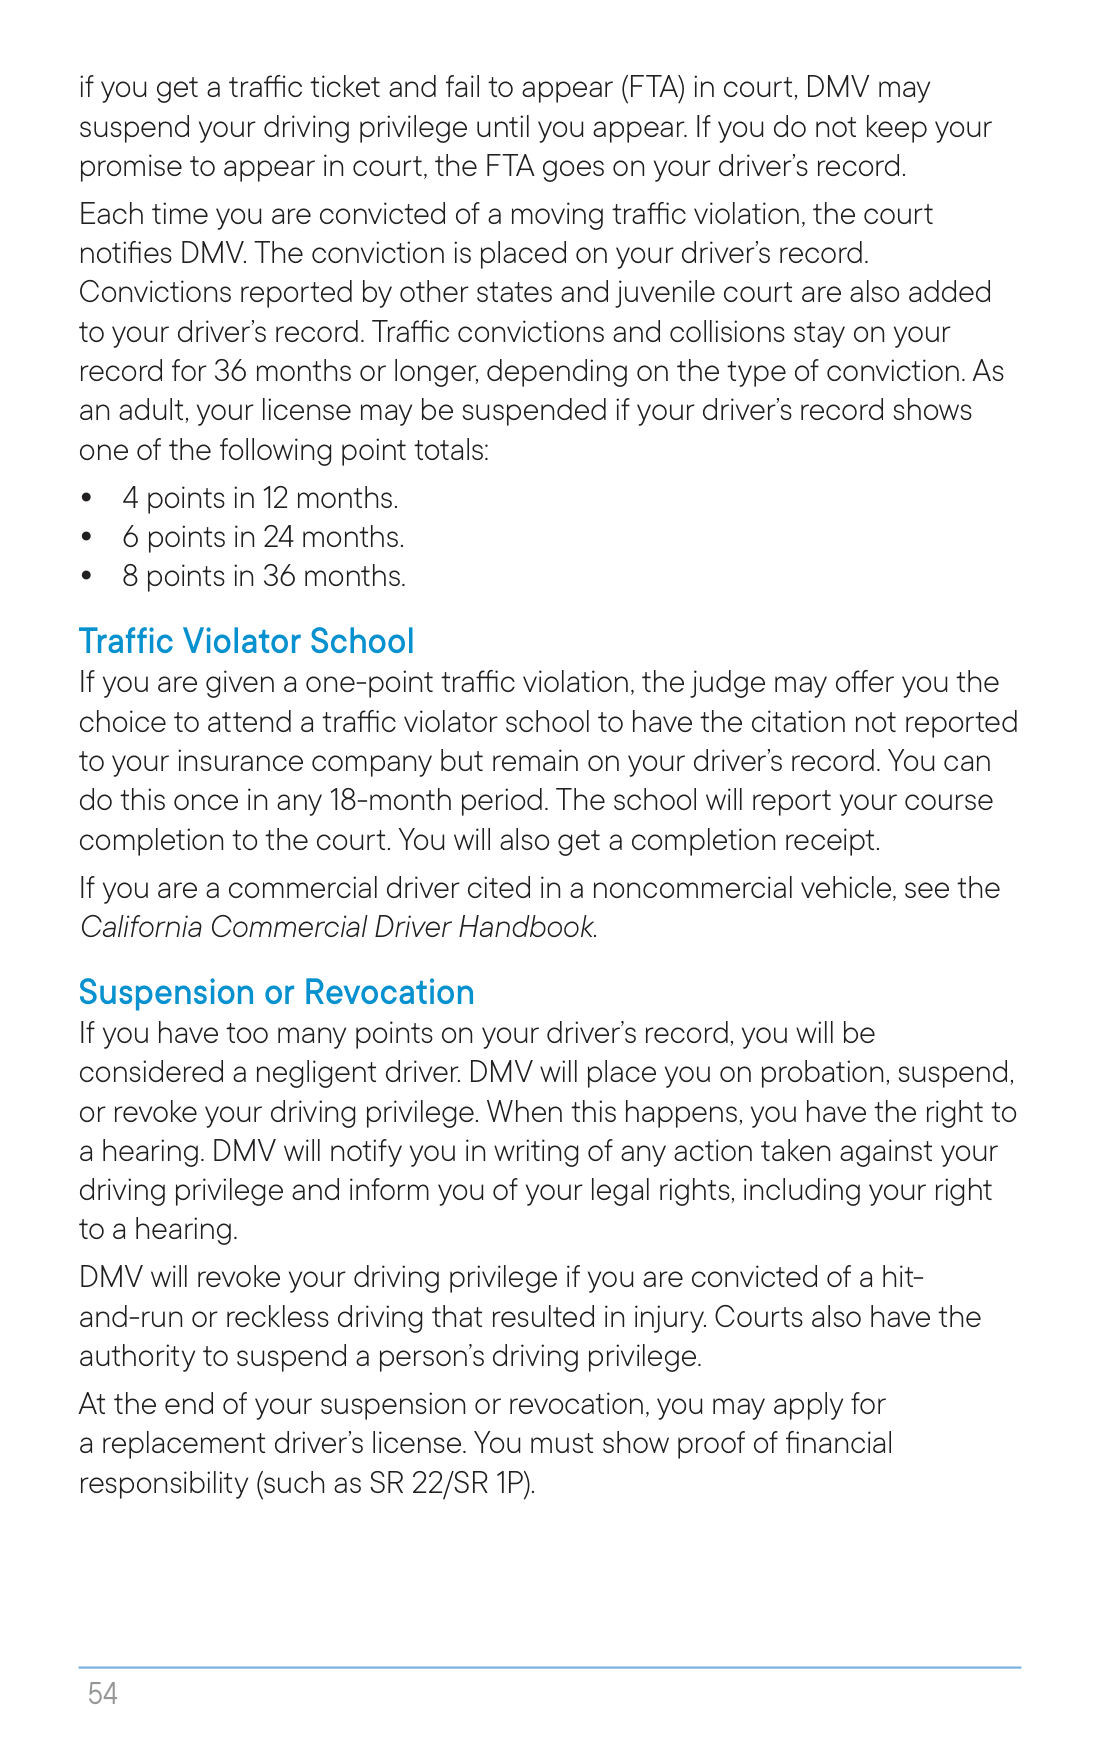 if you get a traffic ticket and fail to appear (FTA) in court, DMV may
suspend your driving privilege until you appear. If you do not keep your
promise to appear in court, the FTA goes on your driver’s record.
Each time you are convicted of a moving traffic violation, the court
notifies DMV. The conviction is placed on your driver’s record.
Convictions reported by other states and juvenile court are also added
to your driver’s record. Traffic convictions and collisions stay on your
record for 36 months or longer, depending on the type of conviction. As
an adult, your license may be suspended if your driver’s record shows
one of the following point totals:
• 4 points in 12 months.
• 6 points in 24 months.
• 8 points in 36 months.
Traffic Violator School
If you are given a one-point traffic violation, the judge may offer you the
choice to attend a traffic violator school to have the citation not reported
to your insurance company but remain on your driver’s record. You can
do this once in any 18-month period. The school will report your course
completion to the court. You will also get a completion receipt.
If you are a commercial driver cited in a noncommercial vehicle, see the
California Commercial Driver Handbook.
Suspension or Revocation
If you have too many points on your driver’s record, you will be
considered a negligent driver. DMV will place you on probation, suspend,
or revoke your driving privilege. When this happens, you have the right to
a hearing. DMV will notify you in writing of any action taken against your
driving privilege and inform you of your legal rights, including your right
to a hearing.
DMV will revoke your driving privilege if you are convicted of a hit-
and-run or reckless driving that resulted in injury. Courts also have the
authority to suspend a person’s driving privilege.
At the end of your suspension or revocation, you may apply for
a replacement driver’s license. You must show proof of financial
responsibility (such as SR 22/SR 1P).
54